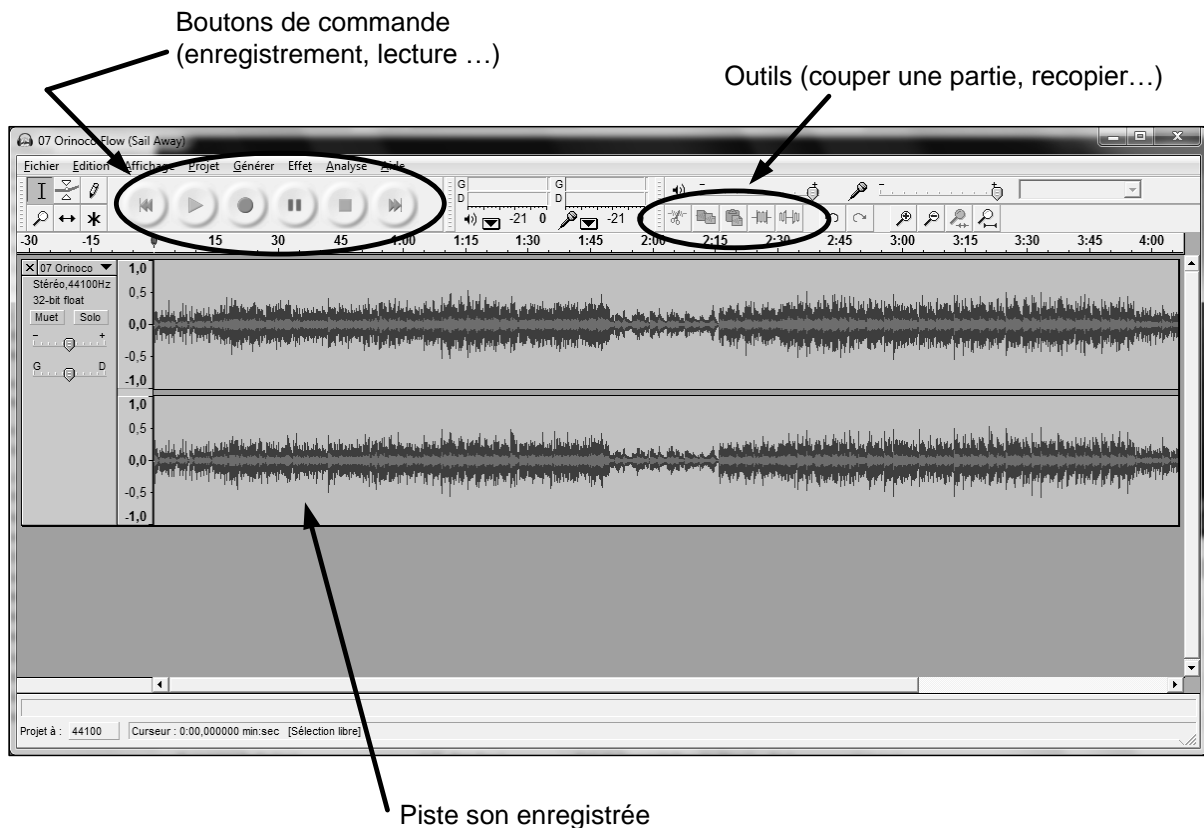 Boutons de commande
(enregistrement, lecture …)
Outils (couper une partie, recopier…)
07 Orinoco Flow (Sail Away)
Fichier Edition Affichage Projet Générer Effet Analyse Aide
G
D
-21 0
G
D
-21
-30 -15 0 15 30 45 1:00 1:15 1:30 1:45 2:00 2:15 2:30 2:45 3:00 3:15 3:30 3:45 4:00
07 Orinoco
Stéréo,44100Hz
32-bit float
Muet Solo
- +
G D
1,0
0,5
0,0
-0,5
-1,0
1,0
0,5
0,0
-0,5
-1,0
Projet à : 44100 Curseur : 0:00,000000 min:sec [Sélection libre]
Piste son enregistrée